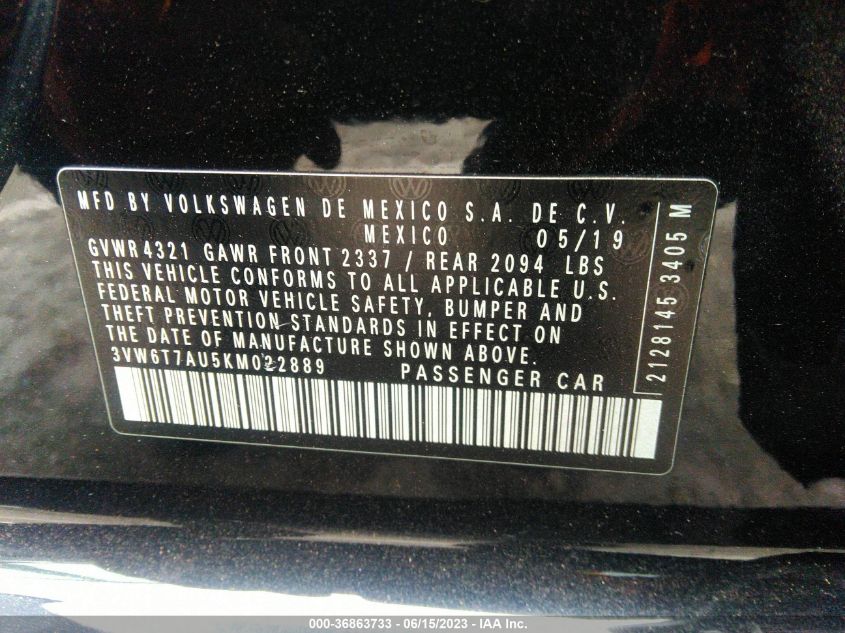 MFD BY VOLKSWAGEN DE MEXICO S.A. DE C.V.
MEXICO 05/19
GVWR 4321 GAWR FRONT 2337 / REAR 2094 LBS
THIS VEHICLE CONFORMS TO ALL APPLICABLE U.S.
FEDERAL MOTOR VEHICLE SAFETY, BUMPER AND
THEFT PREVENTION STANDARDS IN EFFECT ON
THE DATE OF MANUFACTURE SHOWN ABOVE.
3VW6T7AU5KM022889 PASSENGER CAR
2128145 3405 M
000-36863733 - 06/15/2023 - IAA Inc.